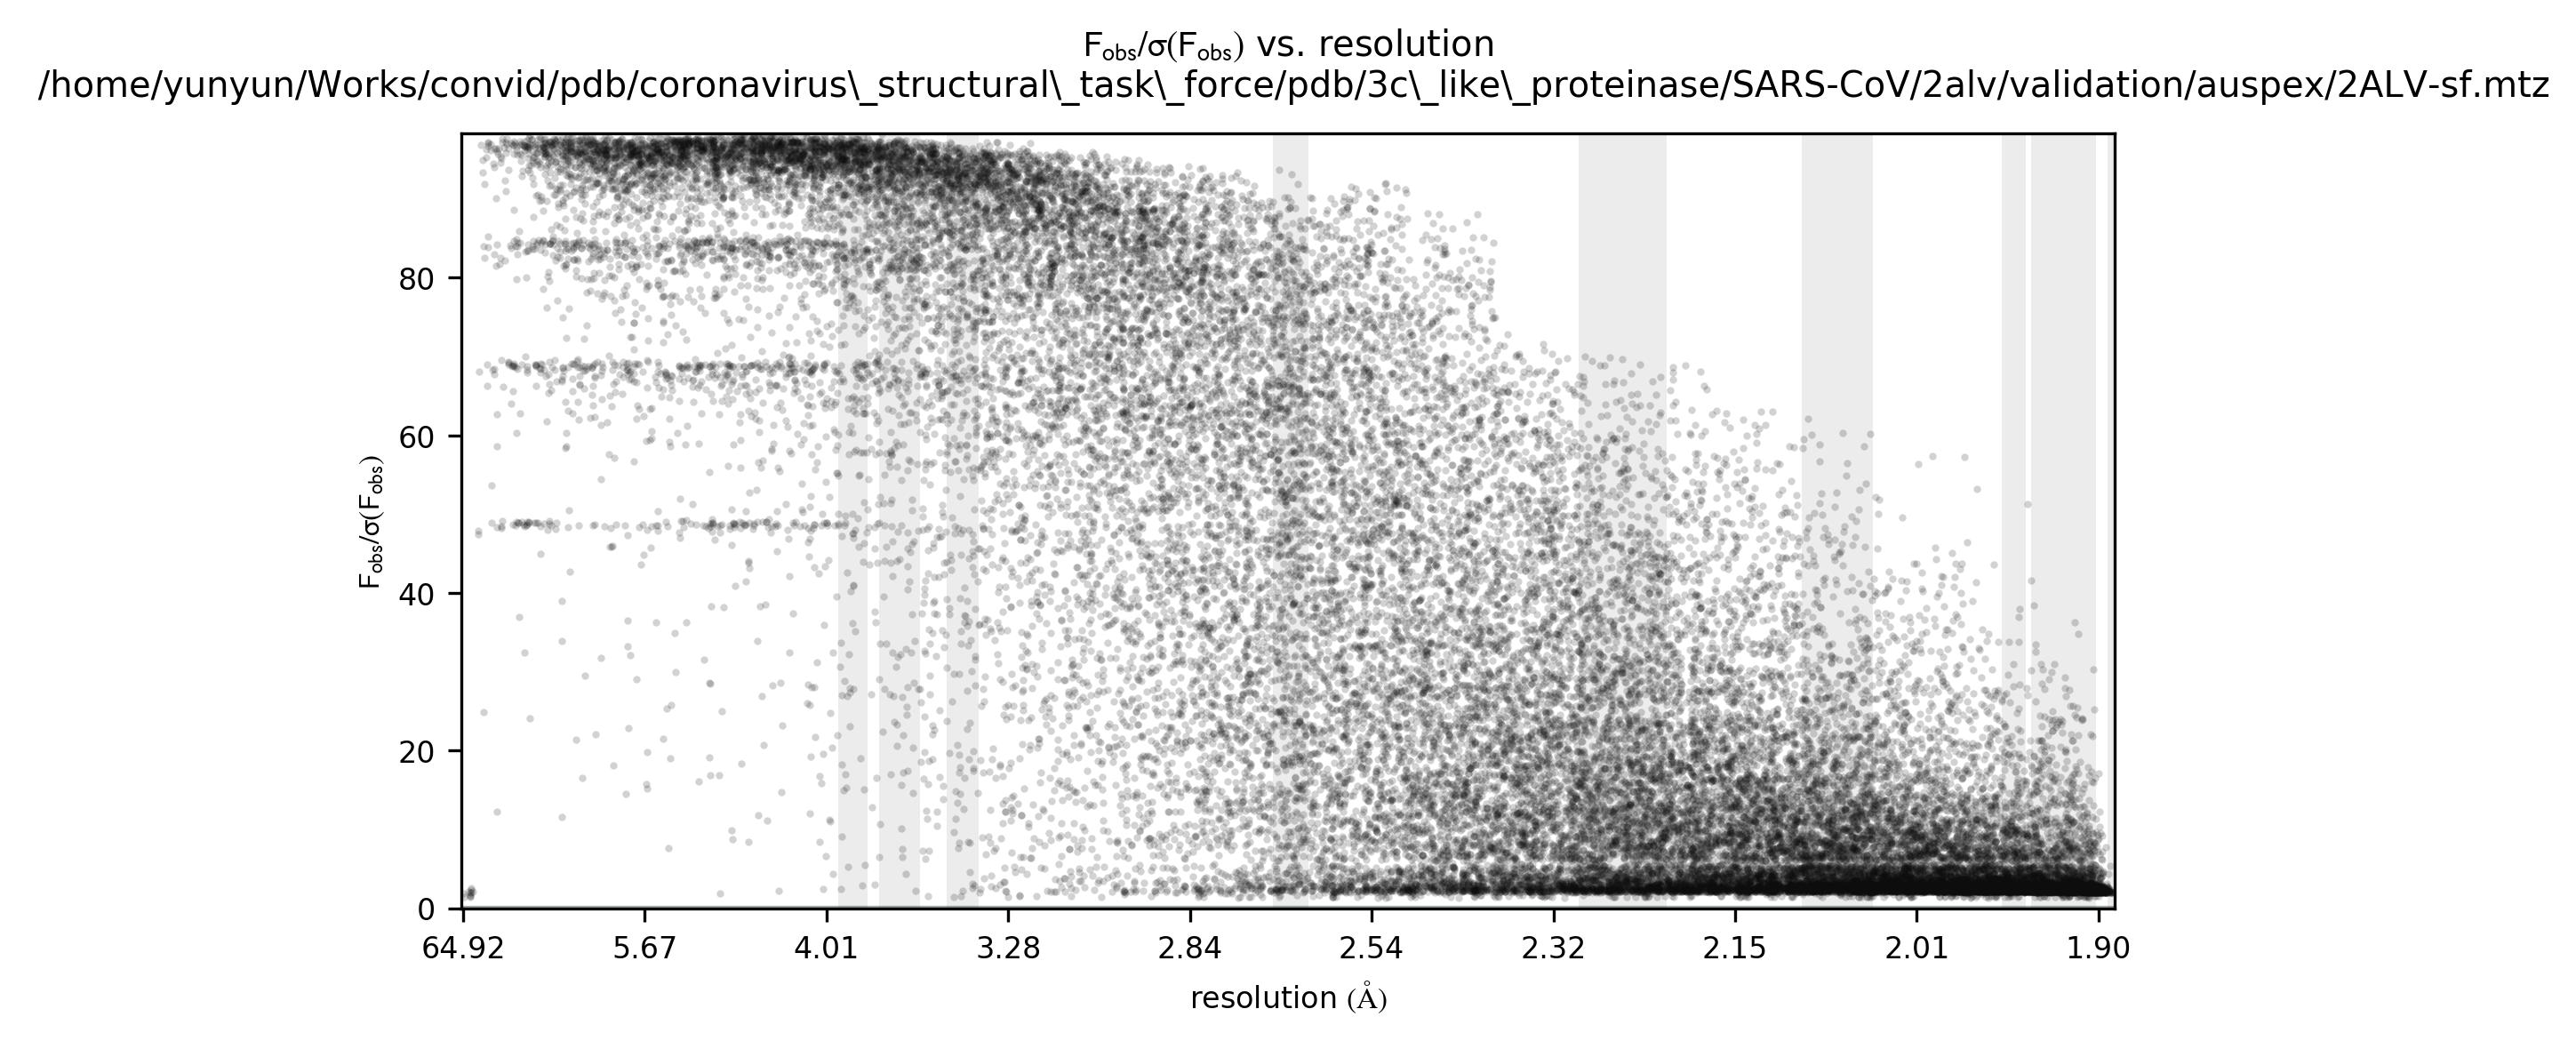 Fobs/σ(Fobs) vs. resolution
/home/yunyun/Works/convid/pdb/coronavirus\_structural\_task\_force/pdb/3c\_like\_proteinase/SARS-CoV/2alv/validation/auspex/2ALV-sf.mtz
80
60
40
20
0
Fobs/σ(Fobs)
64.92 5.67 4.01 3.28 2.84 2.54 2.32 2.15 2.01 1.90
resolution (Å)